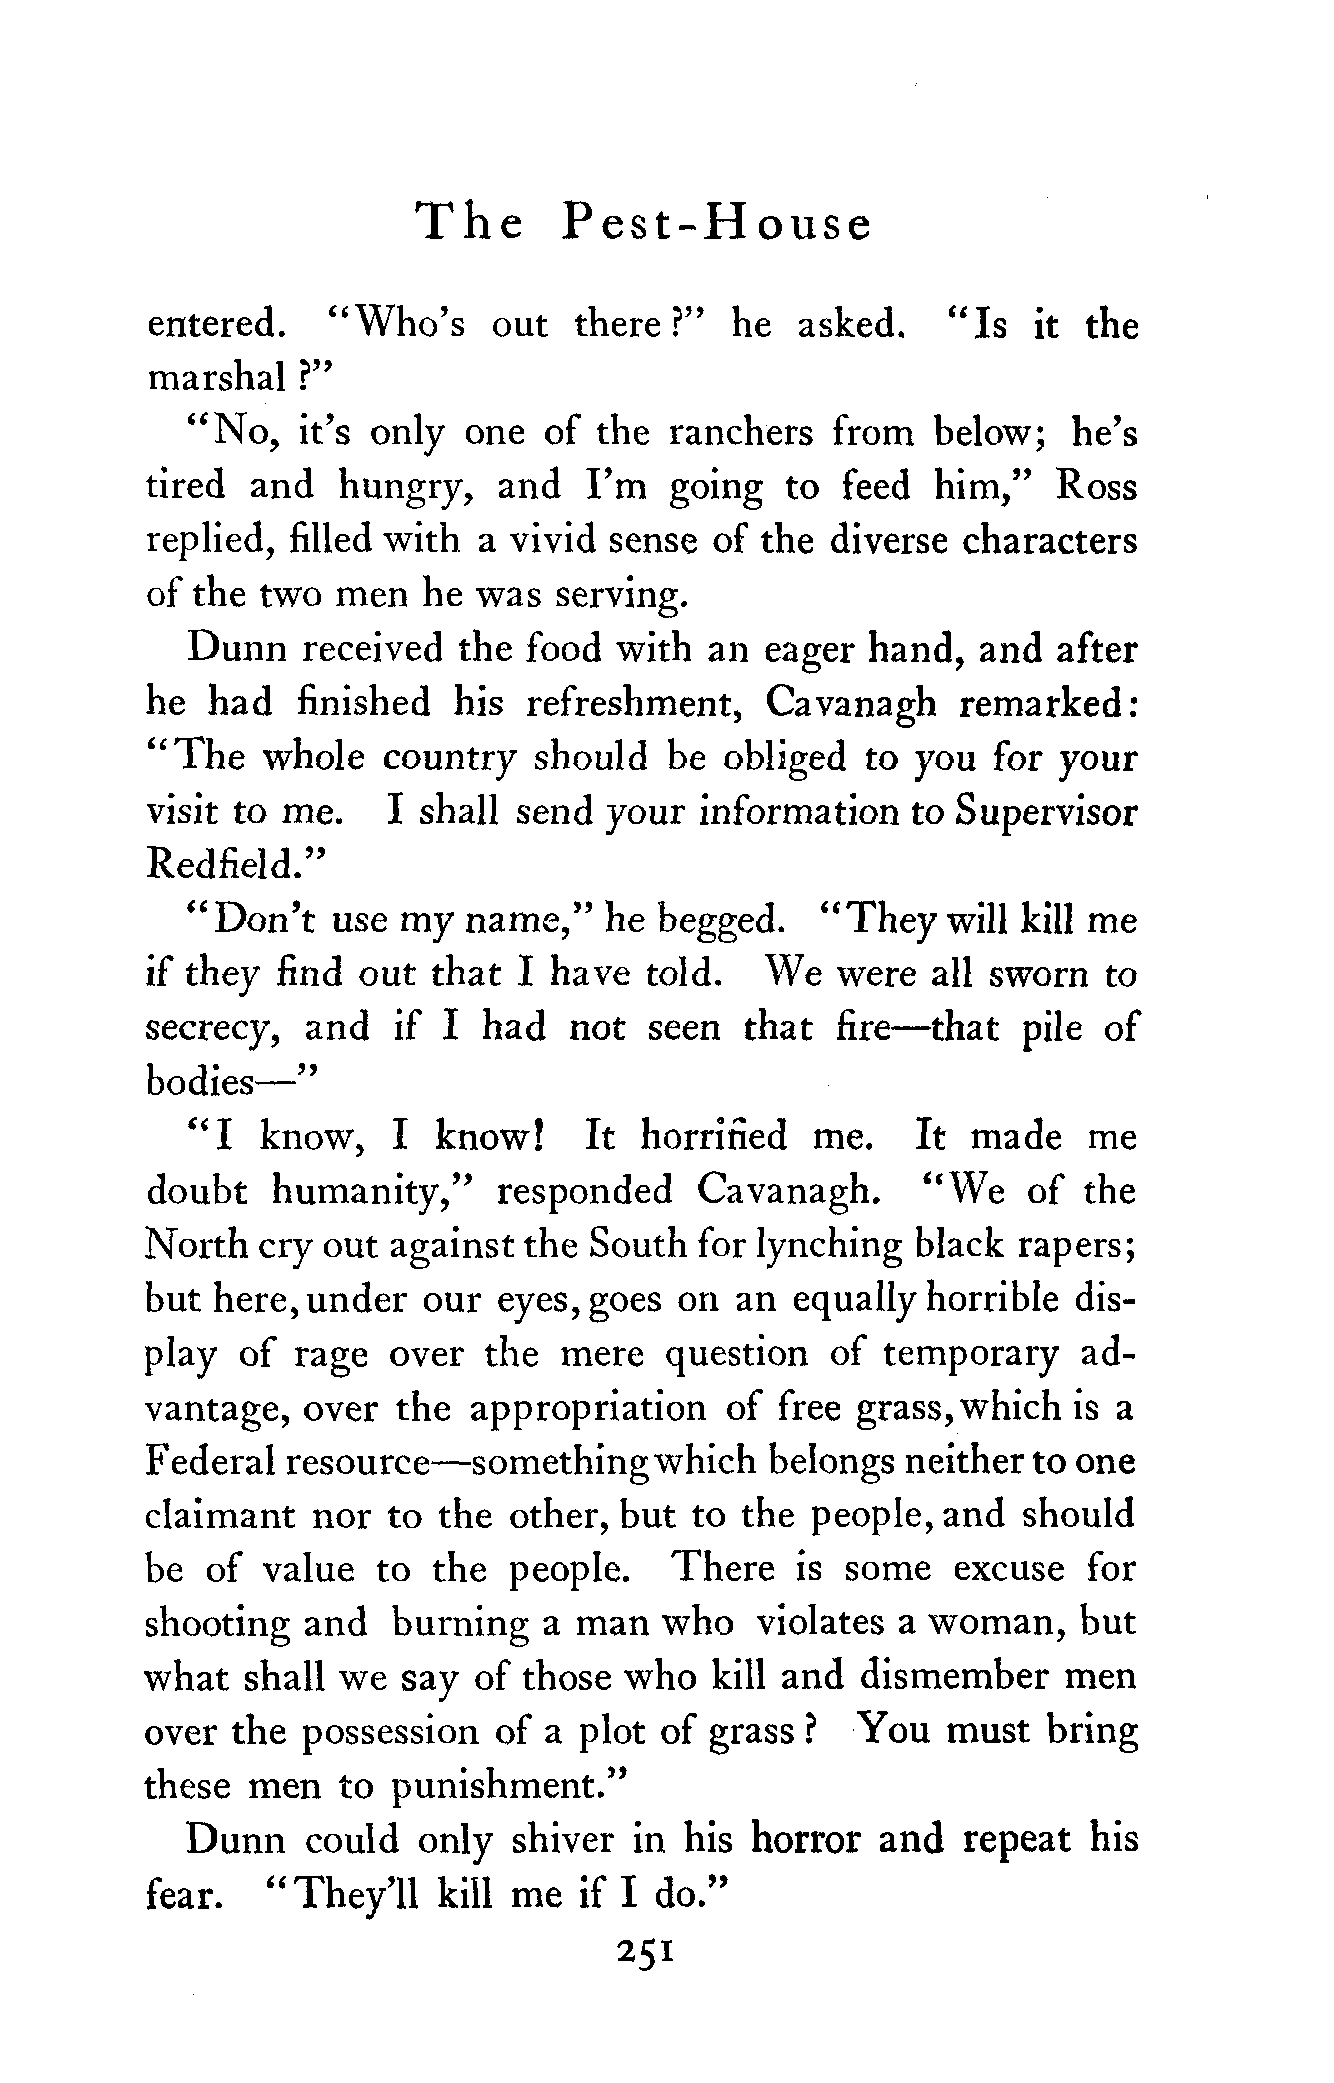 The Pest-House
entered. "Who's out there?" he asked. "Is it the
marshal?"
"No, it's only one of the ranchers from below; he's
tired and hungry, and I'm going to feed him," Ross
replied, filled with a vivid sense of the diverse characters
of the two men he was serving.
Dunn received the food with an eager hand, and after
he had finished his refreshment, Cavanagh remarked:
"The whole country should be obliged to you for your
visit to me. I shall send your information to Supervisor
Redfield."
"Don't use my name," he begged. "They will kill me
if they find out that I have told. We were all sworn to
secrecy, and if I had not seen that fire—that pile of
bodies—"
"I know, I know! It horrified me. It made me
doubt humanity," responded Cavanagh. "We of the
North cry out against the South for lynching black rapers;
but here, under our eyes, goes on an equally horrible dis-
play of rage over the mere question of temporary ad-
vantage, over the appropriation of free grass, which is a
Federal resource—something which belongs neither to one
claimant nor to the other, but to the people, and should
be of value to the people. There is some excuse for
shooting and burning a man who violates a woman, but
what shall we say of those who kill and dismember men
over the possession of a plot of grass? You must bring
these men to punishment."
Dunn could only shiver in his horror and repeat his
fear. "They'll kill me if I do."
251